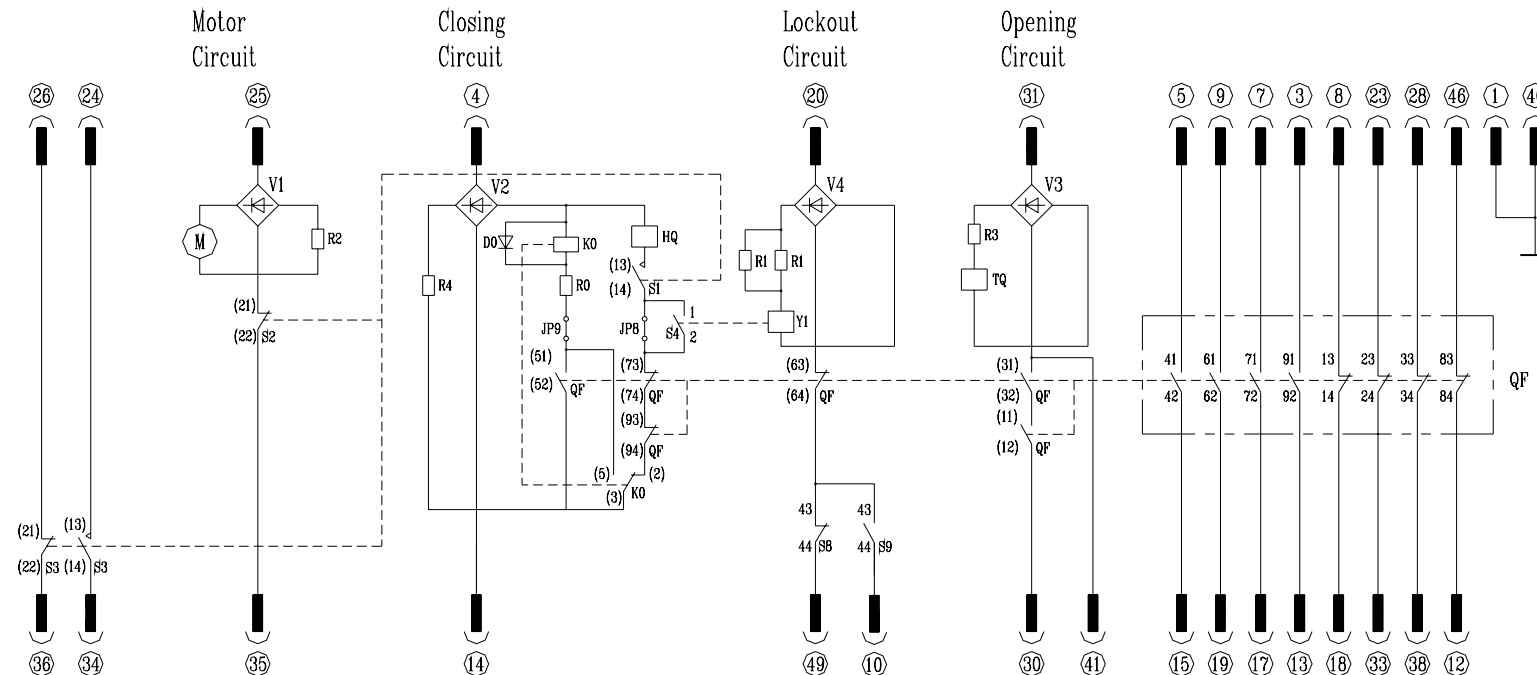 Motor
Circuit
Closing
Circuit
Lockout
Circuit
Opening
Circuit
26 24 25 4 20 31 5 9 7 3 8 23 28 46 1
V1 V2 V4 V3
M R2 D0 K0 HQ R1 R1 R3
R4 R0 (13) (14) S1 TQ
(21) (22) S2
JP9 JP8 S4 1 2 Y1
(51) (52) QF (73) (74) QF (63) (64) QF (31) (32) QF
41 61 71 91 13 23 33 83
42 62 72 92 14 24 34 84
QF
(93) (94) QF (11) (12) QF
(5) (2) (3) K0
(21) (22) S3 (13) (14) S3
43 44 S8 43 44 S9
36 34 35 14 49 10 30 41 15 19 17 13 18 33 38 12